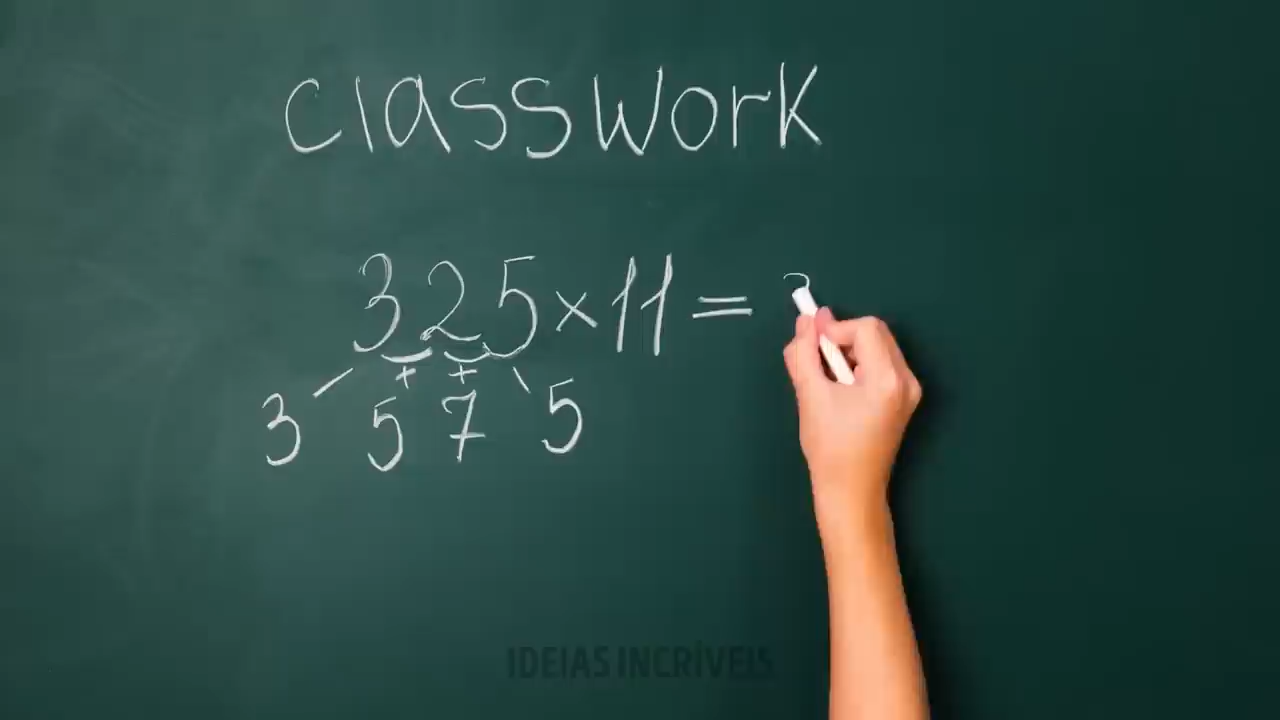 classwork
325×11=
+ +
3 5 7 5
IDEIAS INCRÍVEIS